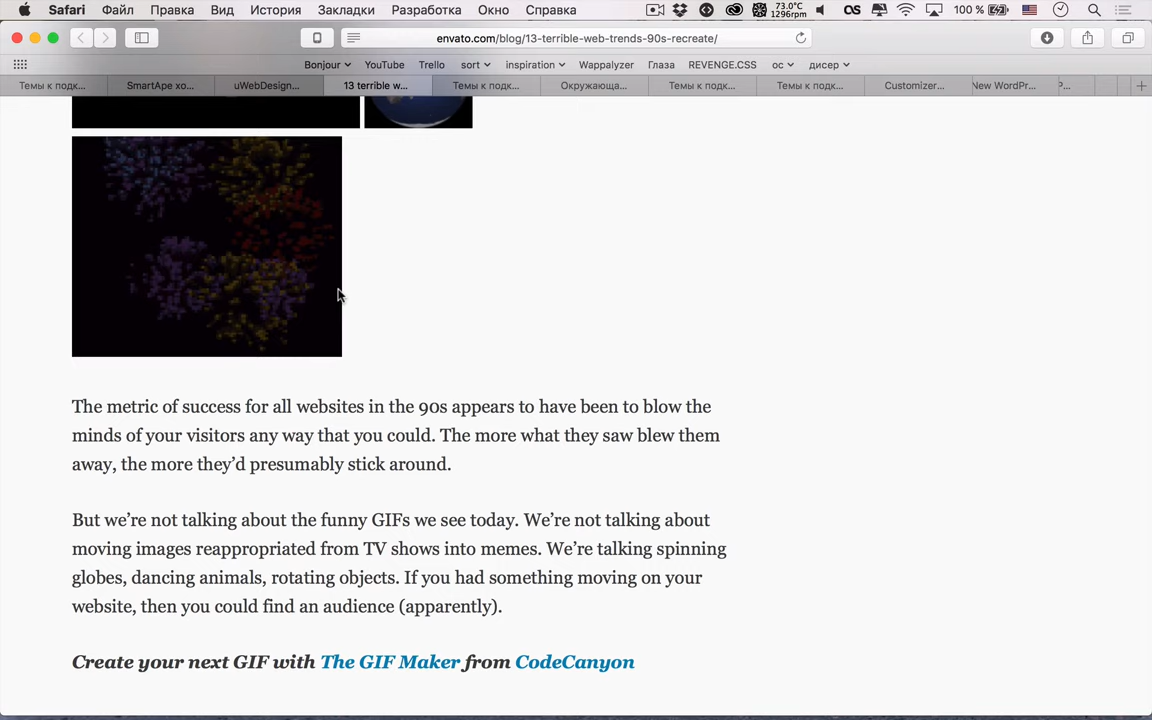 Safari Файл Правка Вид История Закладки Разработка Окно Справка 73.0°C 1296rpm 100 %
envato.com/blog/13-terrible-web-trends-90s-recreate/
Bonjour YouTube Trello sort inspiration Wappalyzer Глаза REVENGE.CSS ос дисер
Темы к подк... SmartApe хо... uWebDesign... 13 terrible w... Темы к подк... Окружающа... Темы к подк... Темы к подк... Customizer... New WordPr...
The metric of success for all websites in the 90s appears to have been to blow the
minds of your visitors any way that you could. The more what they saw blew them
away, the more they’d presumably stick around.
But we’re not talking about the funny GIFs we see today. We’re not talking about
moving images reappropriated from TV shows into memes. We’re talking spinning
globes, dancing animals, rotating objects. If you had something moving on your
website, then you could find an audience (apparently).
Create your next GIF with The GIF Maker from CodeCanyon